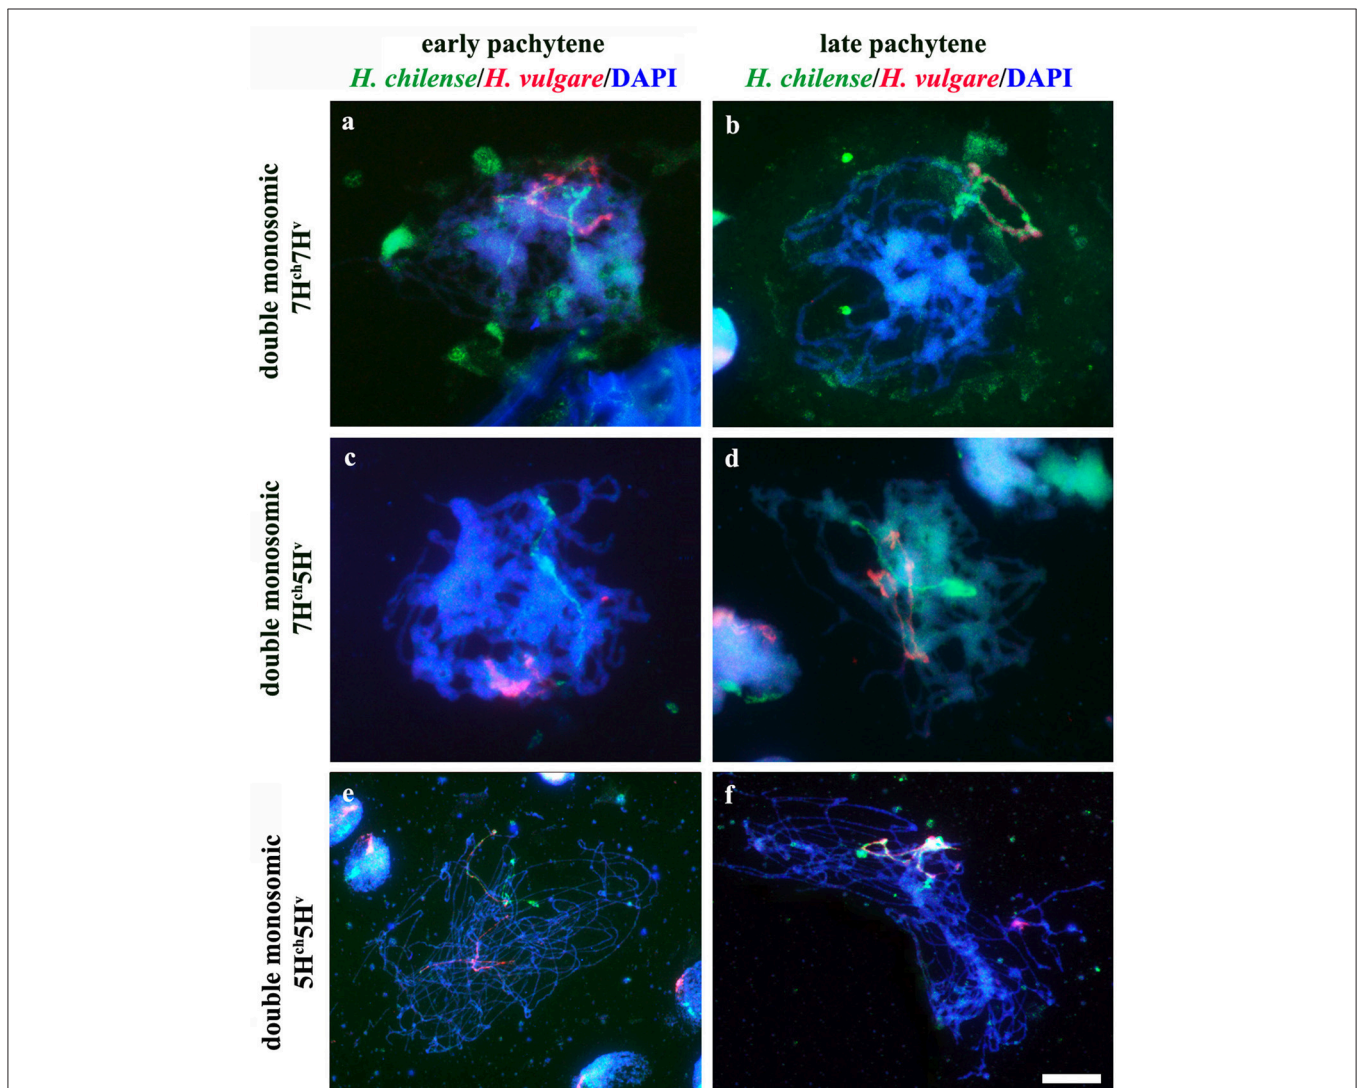 early pachytene
late pachytene
H. chilense/H. vulgare/DAPI
H. chilense/H. vulgare/DAPI
double monosomic
7Hᶜʰ7Hᵛ
a
b
double monosomic
7Hᶜʰ5Hᵛ
c
d
double monosomic
5Hᶜʰ5Hᵛ
e
f